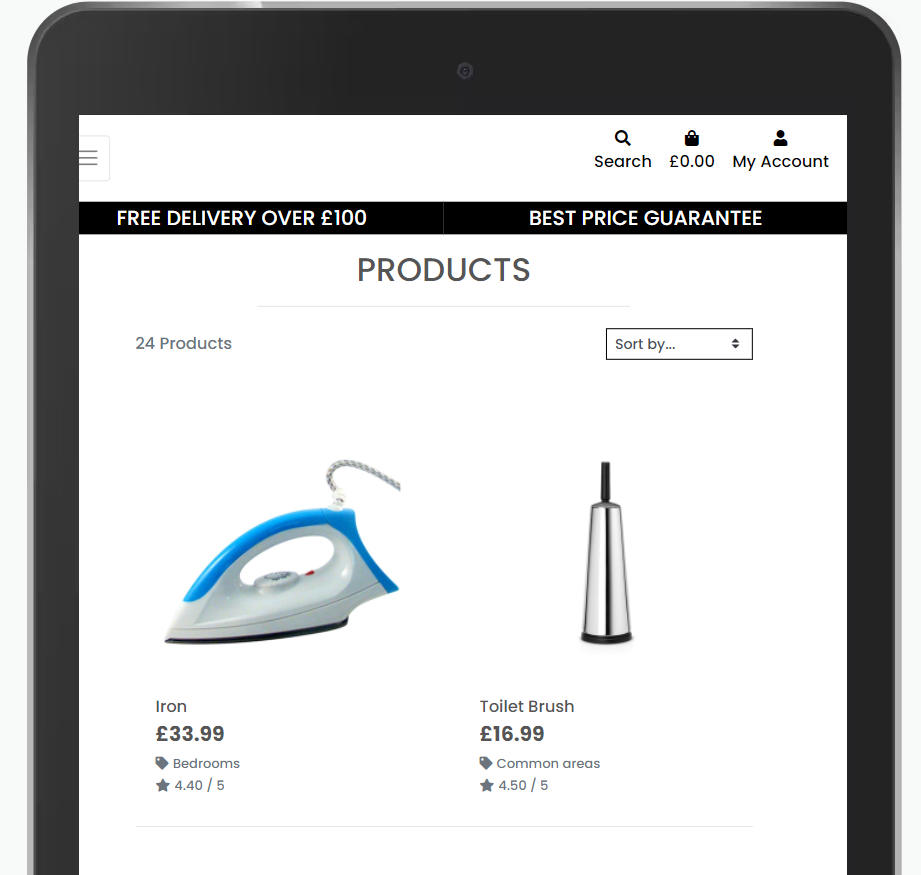 Search £0.00 My Account
FREE DELIVERY OVER £100 BEST PRICE GUARANTEE
PRODUCTS
24 Products Sort by...
Iron Toilet Brush
£33.99 £16.99
Bedrooms Common areas
4.40 / 5 4.50 / 5